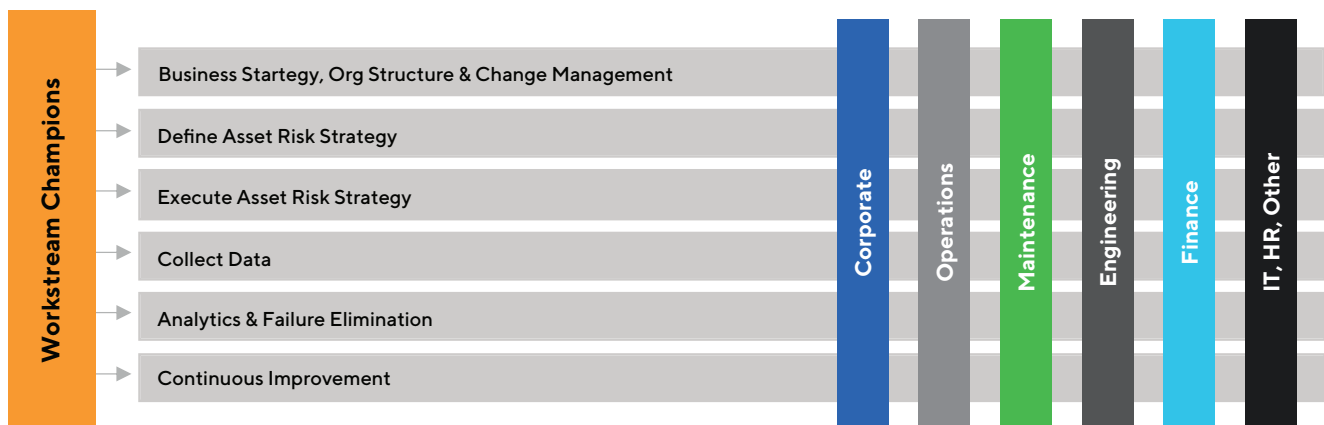 Workstream Champions
Business Startegy, Org Structure & Change Management
Define Asset Risk Strategy
Execute Asset Risk Strategy
Collect Data
Analytics & Failure Elimination
Continuous Improvement
Corporate
Operations
Maintenance
Engineering
Finance
IT, HR, Other